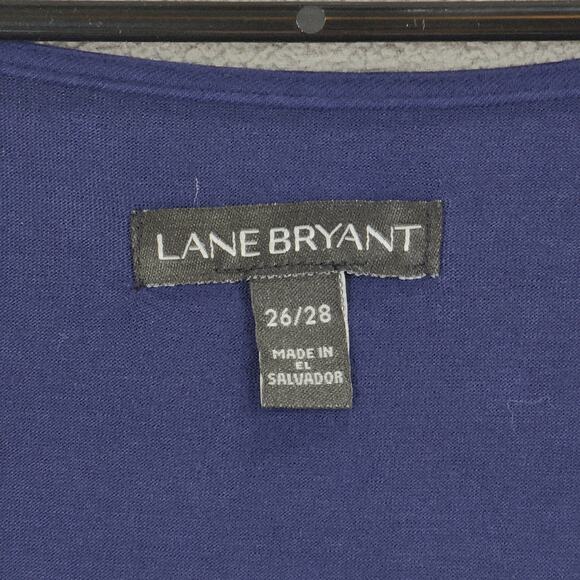 LANE BRYANT
26/28
MADE IN
EL
SALVADOR